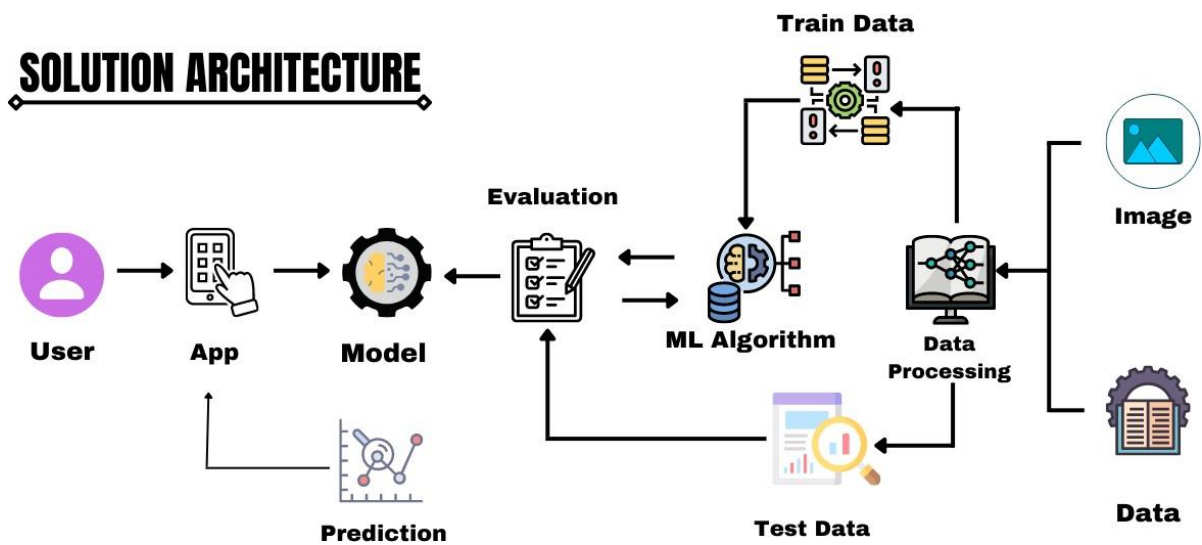 SOLUTION ARCHITECTURE
Train Data
Image
Evaluation
User
App
Model
ML Algorithm
Data
Processing
Prediction
Test Data
Data